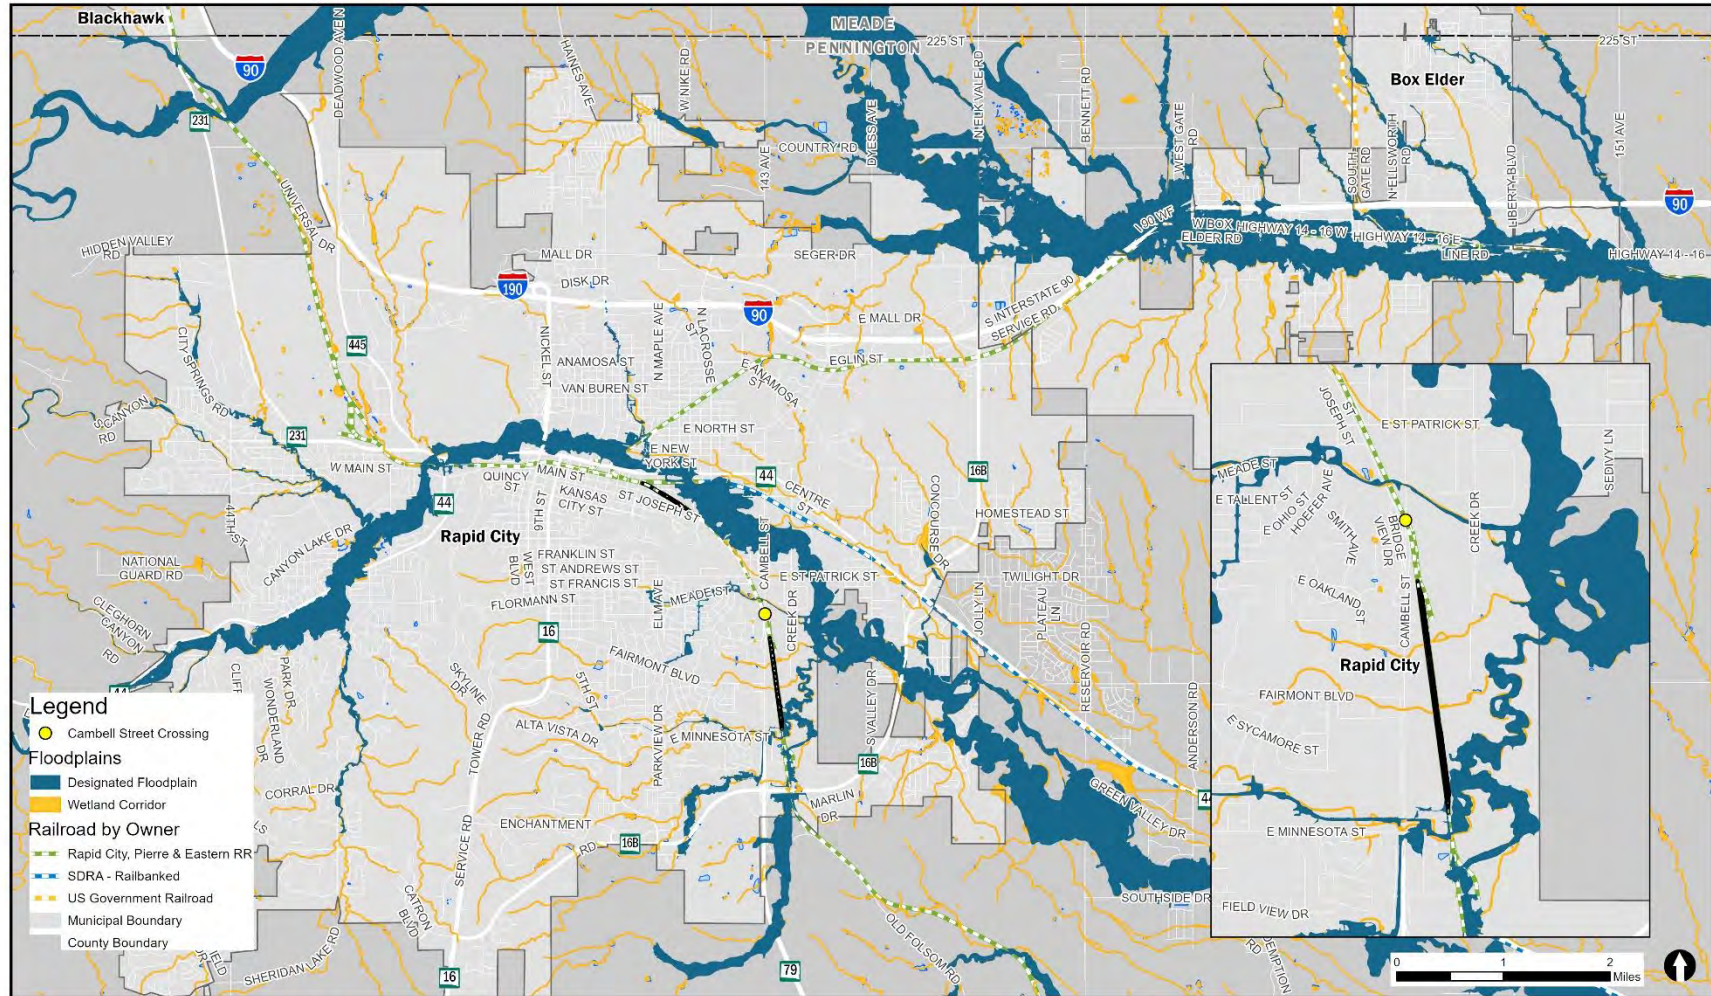 Blackhawk
MEADE
PENNINGTON
225 ST
225 ST
90
DEADWOOD AVE N
HAINES AVE
W NIKE RD
N ELK VALE RD
BENNETT RD
WEST GATE
RD
Box Elder
SOUTH
GATE RD
N ELLSWORTH
RD
LIBERTY BLVD
151 AVE
231
COUNTRY RD
143 AVE
DYESS AVE
UNIVERSAL DR
90
I 90 WF
W BOX
ELDER RD
HIGHWAY 14 - 16 W
HIGHWAY 14 - 16 E
LINE RD
HIGHWAY 14 - 16
HIDDEN VALLEY
RD
MALL DR
SEGER DR
190
DISK DR
90
E MALL DR
S INTERSTATE 90
SERVICE RD
CITY SPRINGS RD
445
NICKEL ST
N MAPLE AVE
N LACROSSE
ST
ANAMOSA ST
VAN BUREN ST
E ANAMOSA
ST
EGLIN ST
S CANYON
RD
231
E NORTH ST
E NEW
YORK ST
W MAIN ST
QUINCY
ST
MAIN ST
44
16B
44
44TH ST
KANSAS
CITY ST
ST JOSEPH ST
CENTRE
ST
CONCOURSE DR
HOMESTEAD ST
Rapid City
9TH ST
CANYON LAKE DR
NATIONAL
GUARD RD
WEST
BLVD
FRANKLIN ST
ST ANDREWS ST
ST FRANCIS ST
FLORMANN ST
CAMBELL ST
E ST PATRICK ST
TWILIGHT DR
CLEGHORN
CANYON
RD
ELM AVE
MEADE ST
CREEK DR
JOLLY LN
PLATEAU
LN
RESERVOIR RD
16
44
CLIFF
DR
PARK DR
WONDERLAND
DR
SKYLINE
DR
FAIRMONT BLVD
5TH ST
TOWER RD
ALTA VISTA DR
PARKVIEW DR
E MINNESOTA ST
S VALLEY DR
ANDERSON RD
16B
CORRAL DR
GREEN VALLEY DR
44
MARLIN
DR
SERVICE RD
ENCHANTMENT
RD
16B
CATRON
BLVD
SOUTHSIDE DR
SHERIDAN LAKE RD
OLD FOLSOM RD
16
79
Legend
Cambell Street Crossing
Floodplains
Designated Floodplain
Wetland Corridor
Railroad by Owner
Rapid City, Pierre & Eastern RR
SDRA - Railbanked
US Government Railroad
Municipal Boundary
County Boundary
ST
JOSEPH ST
E ST PATRICK ST
SEDIVY LN
MEADE ST
E TALLENT ST
E OHIO ST
HOEFER AVE
SMITH AVE
BRIDGE
VIEW DR
CREEK DR
E OAKLAND
ST
CAMBELL ST
Rapid City
FAIRMONT BLVD
E SYCAMORE ST
E MINNESOTA ST
FIELD VIEW DR
0 1 2
Miles